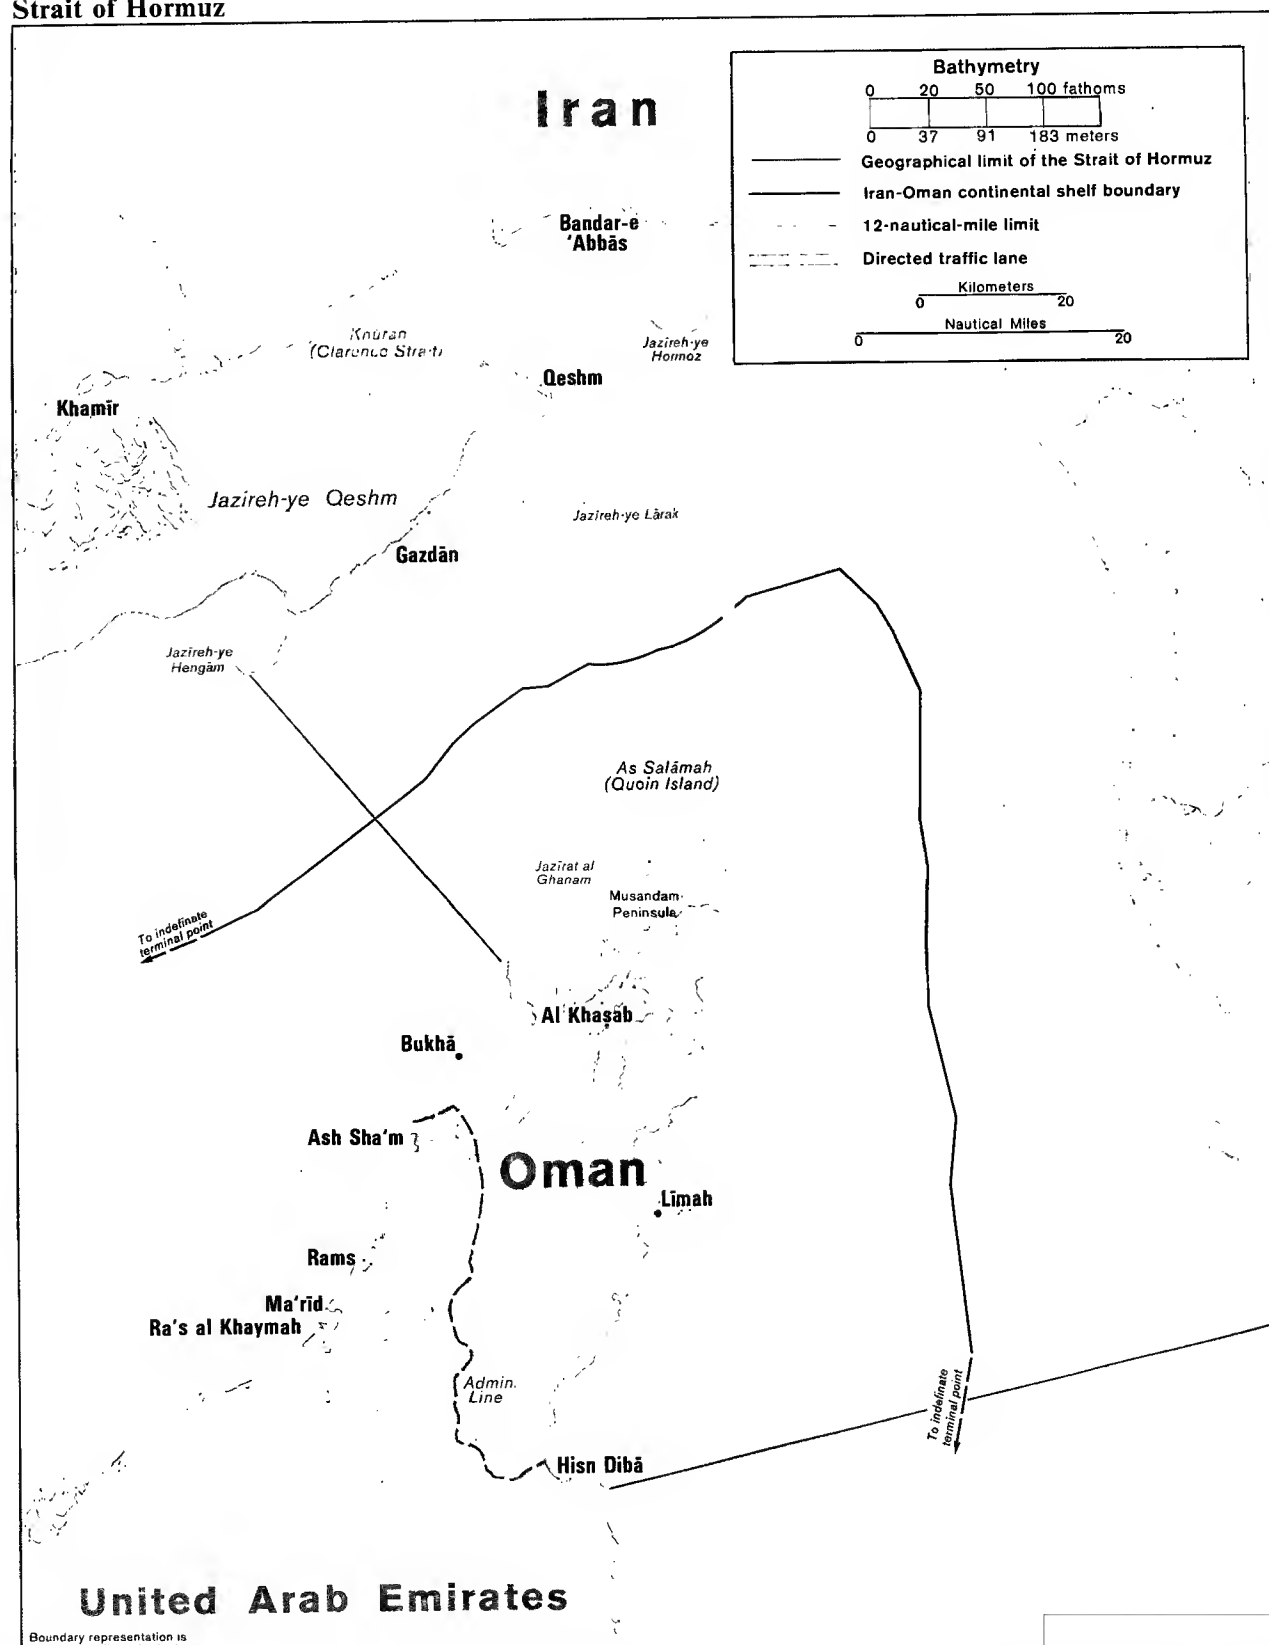 Strait of Hormuz
Iran
Bathymetry
0 20 50 100 fathoms
0 37 91 183 meters
Geographical limit of the Strait of Hormuz
Iran-Oman continental shelf boundary
12-nautical-mile limit
Directed traffic lane
Kilometers
0 20
Nautical Miles
0 20
Bandar-e
'Abbās
(Clarence Strait)
Jazireh-ye
Hormoz
Qeshm
Khamīr
Jazireh-ye Qeshm
Jazireh-ye Lārak
Gazdān
Jazīreh-ye
Hengām
As Salāmah
(Quoin Island)
Jazīrat al
Ghanam
Musandam
Peninsula
To indefinate
terminal point
Al Khaṣab
Bukhā
Ash Sha'm
Oman
Līmah
Rams
Ma'rīd
Ra's al Khaymah
Admin.
Line
To indefinate
terminal point
Hisn Dibā
United Arab Emirates
Boundary representation is